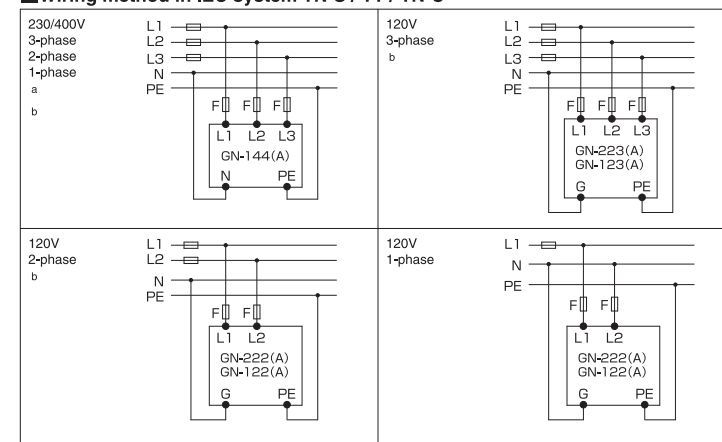 Wiring method in IEC system
230/400V
3-phase
2-phase
1-phase
a
b
L1
L2
L3
N
PE
F F F
L1 L2 L3
GN-144(A)
N PE
120V
3-phase
b
L1
L2
L3
N
PE
F F F
L1 L2 L3
GN-223(A)
GN-123(A)
G PE
120V
2-phase
b
L1
L2
N
PE
F F
L1 L2
GN-222(A)
GN-122(A)
G PE
120V
1-phase
L1
N
PE
F F
L1 L2
GN-222(A)
GN-122(A)
G PE